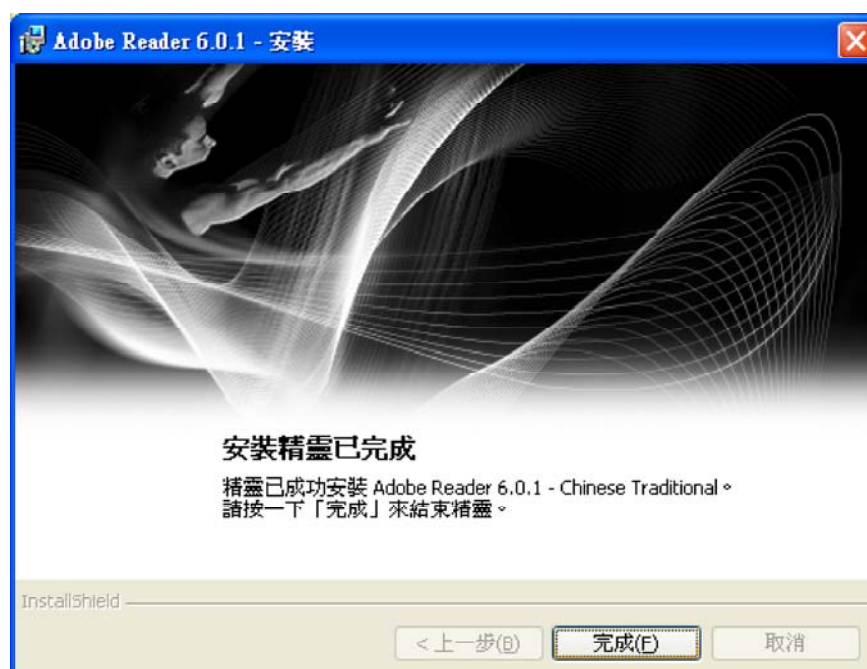 Adobe Reader 6.0.1 - 安裝
安裝精靈已完成
精靈已成功安裝 Adobe Reader 6.0.1 - Chinese Traditional。
請按一下「完成」來結束精靈。
InstallShield
< 上一步(B) 完成(F) 取消